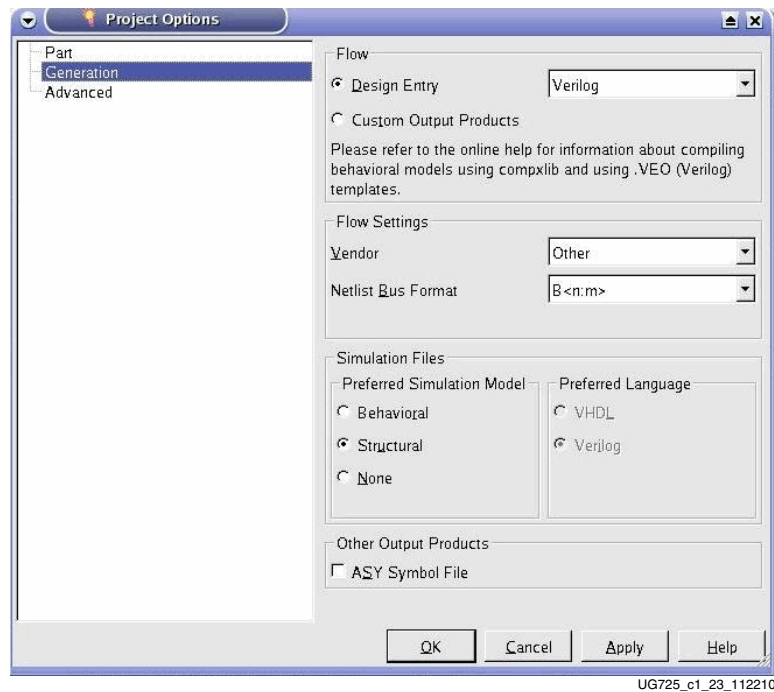 Project Options
Part
Generation
Advanced
Flow
Design Entry
Verilog
Custom Output Products
Please refer to the online help for information about compiling
behavioral models using compxlib and using .VEO (Verilog)
templates.
Flow Settings
Vendor
Other
Netlist Bus Format
B<n:m>
Simulation Files
Preferred Simulation Model
Behavioral
Structural
None
Preferred Language
VHDL
Verilog
Other Output Products
ASY Symbol File
OK
Cancel
Apply
Help
UG725_c1_23_112210